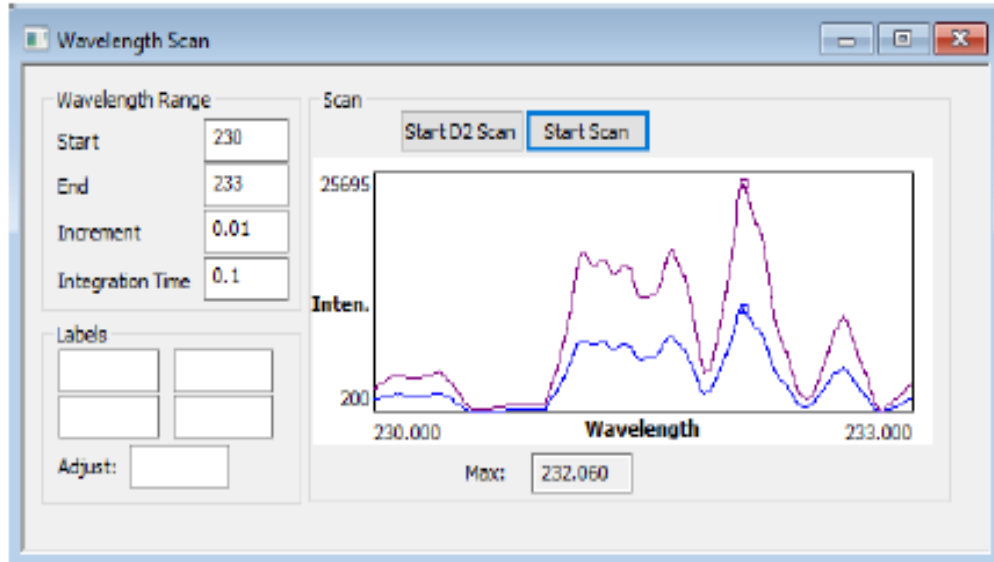 Wavelength Scan
Wavelength Range
Start 230
End 233
Increment 0.01
Integration Time 0.1
Labels
Adjust:
Scan
Start D2 Scan Start Scan
25695
Inten.
200
230.000 Wavelength 233.000
Max: 232.060